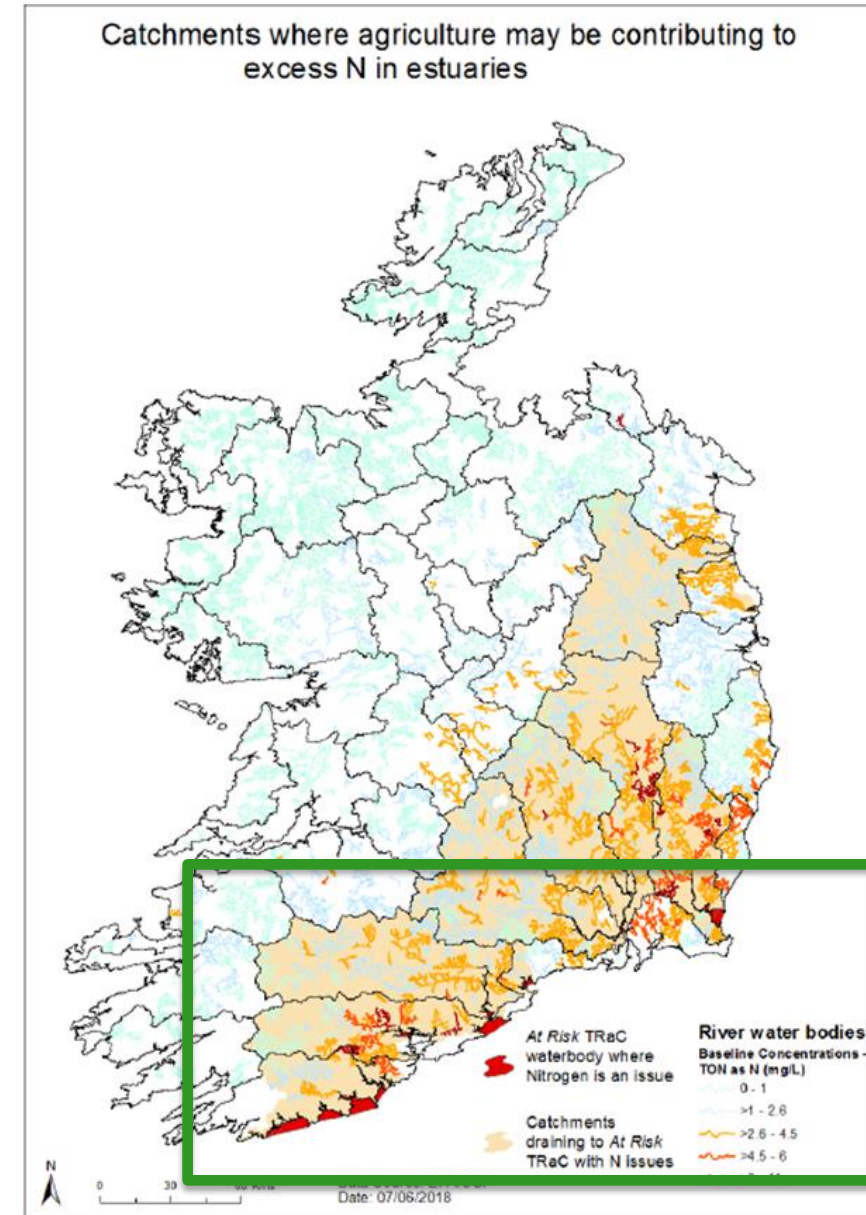 Catchments where agriculture may be contributing to
excess N in estuaries
At Risk TRaC
waterbody where
Nitrogen is an issue
Catchments
draining to At Risk
TRaC with N issues
River water bodies
Baseline Concentrations -
TON as N (mg/L)
0 - 1
>1 - 2.6
>2.6 - 4.5
>4.5 - 6
N
0 30
Date: 07/06/2018